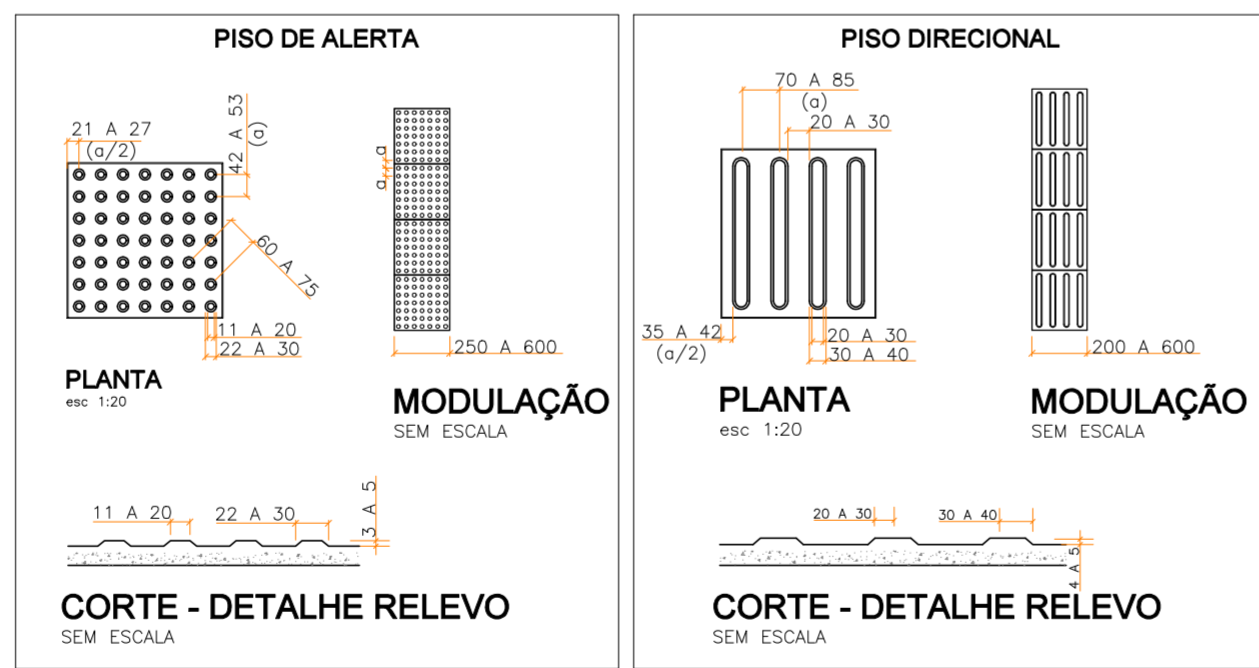 PISO DE ALERTA
21 A 27
(a/2)
42 A 53
(a)
60 A 75
11 A 20
22 A 30
PLANTA
esc 1:20
a
a
250 A 600
MODULAÇÃO
SEM ESCALA
11 A 20
22 A 30
3 A 5
CORTE - DETALHE RELEVO
SEM ESCALA
PISO DIRECIONAL
70 A 85
(a)
20 A 30
35 A 42
(a/2)
20 A 30
30 A 40
PLANTA
esc 1:20
200 A 600
MODULAÇÃO
SEM ESCALA
20 A 30
30 A 40
4 A 5
CORTE - DETALHE RELEVO
SEM ESCALA